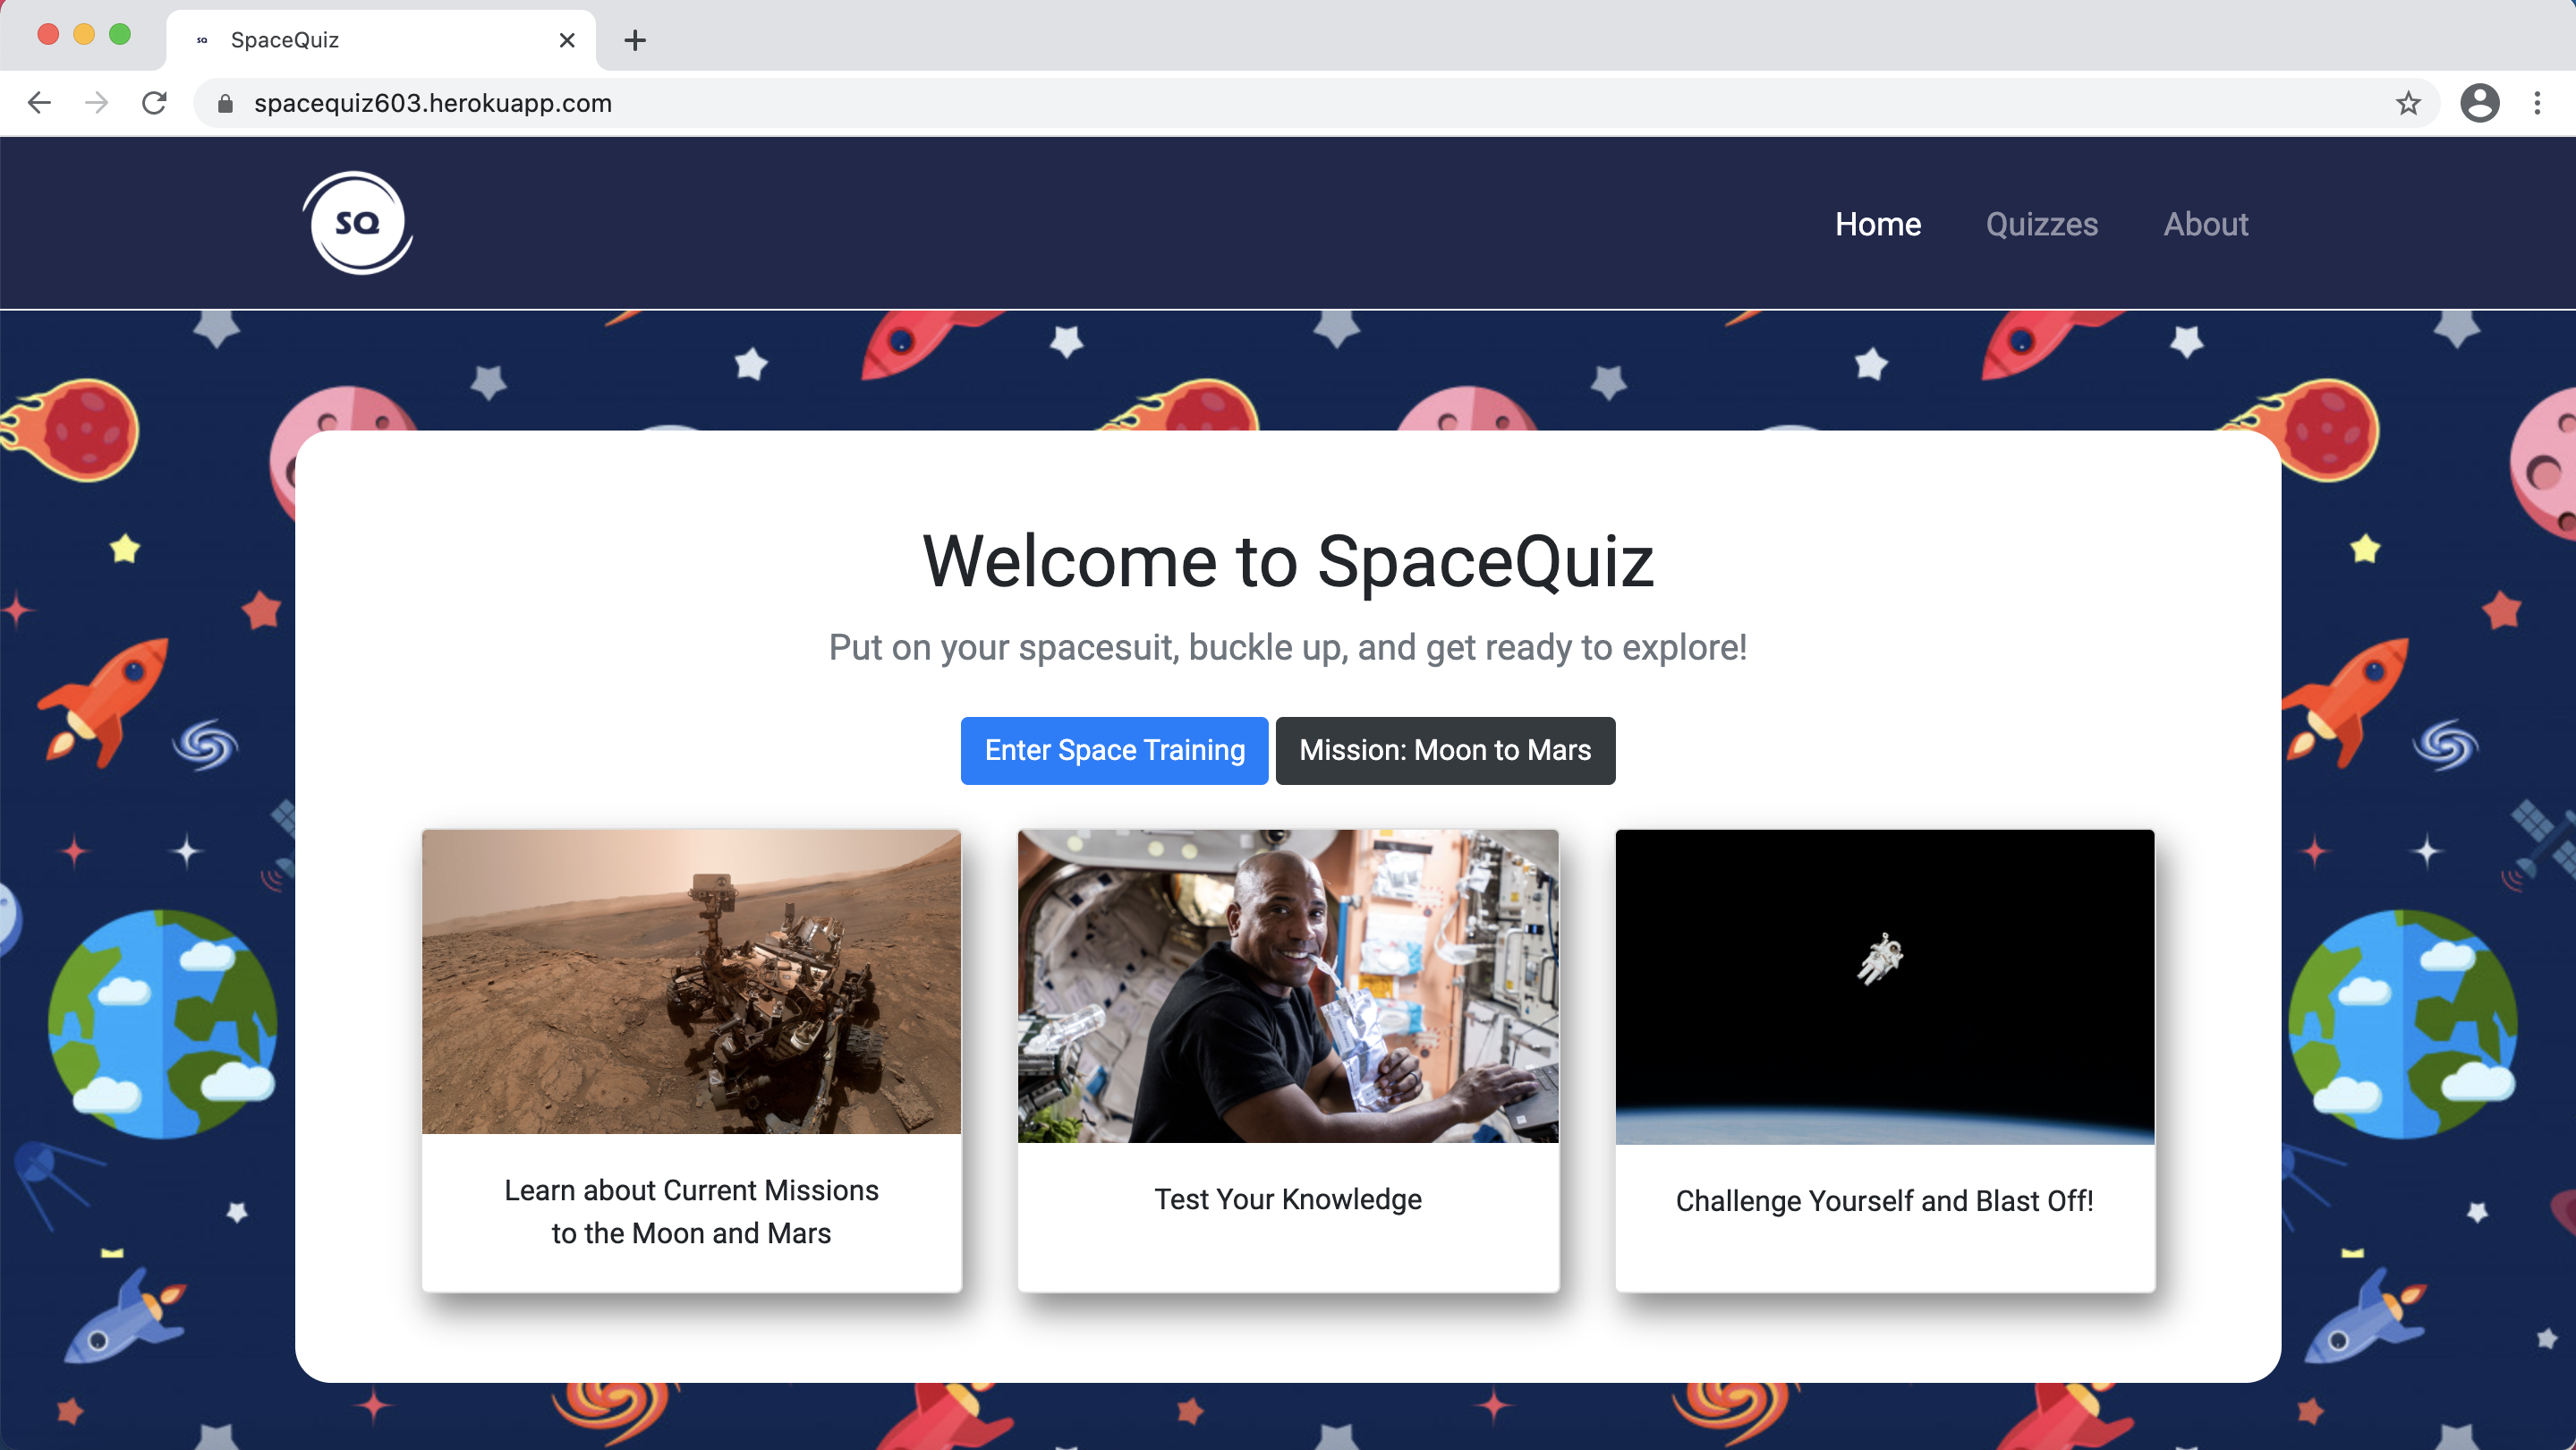 SQ SpaceQuiz
spacequiz603.herokuapp.com
SQ
Home Quizzes About
Welcome to SpaceQuiz
Put on your spacesuit, buckle up, and get ready to explore!
Enter Space Training Mission: Moon to Mars
Learn about Current Missions
to the Moon and Mars
Test Your Knowledge
Challenge Yourself and Blast Off!